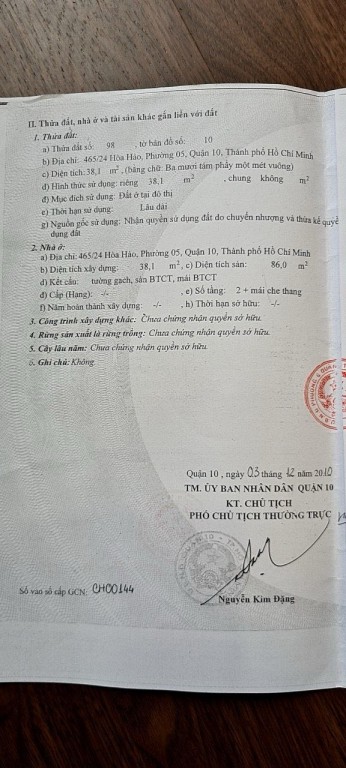 II. Thửa đất, nhà ở và tài sản khác gắn liền với đất
1. Thửa đất:
a) Thửa đất số: 98 , tờ bản đồ số: 10
b) Địa chỉ: 465/24 Hòa Hảo, Phường 05, Quận 10, Thành phố Hồ Chí Minh
c) Diện tích: 38,1 m², (bằng chữ: Ba mươi tám phẩy một mét vuông)
d) Hình thức sử dụng: riêng 38,1 m² , chung không m²
đ) Mục đích sử dụng: Đất ở tại đô thị
e) Thời hạn sử dụng: Lâu dài
g) Nguồn gốc sử dụng: Nhận quyền sử dụng đất do chuyển nhượng và thừa kế quyền
dụng đất
2. Nhà ở:
a) Địa chỉ: 465/24 Hòa Hảo, Phường 05, Quận 10, Thành phố Hồ Chí Minh
b) Diện tích xây dựng: 38,1 m², c) Diện tích sàn: 86,0 m²
d) Kết cấu: tường gạch, sàn BTCT, mái BTCT
đ) Cấp (Hạng): -/- , e) Số tầng: 2 + mái che thang
f) Năm hoàn thành xây dựng: -/- , h) Thời hạn sở hữu: -/-
3. Công trình xây dựng khác: Chưa chứng nhận quyền sở hữu.
4. Rừng sản xuất là rừng trồng: Chưa chứng nhận quyền sở hữu.
5. Cây lâu năm: Chưa chứng nhận quyền sở hữu.
6. Ghi chú: Không.
Quận 10 , ngày 03 tháng 12 năm 2010
TM. ỦY BAN NHÂN DÂN QUẬN 10
KT. CHỦ TỊCH
PHÓ CHỦ TỊCH THƯỜNG TRỰC
Nguyễn Kim Đặng
Số vào sổ cấp GCN: CH00144